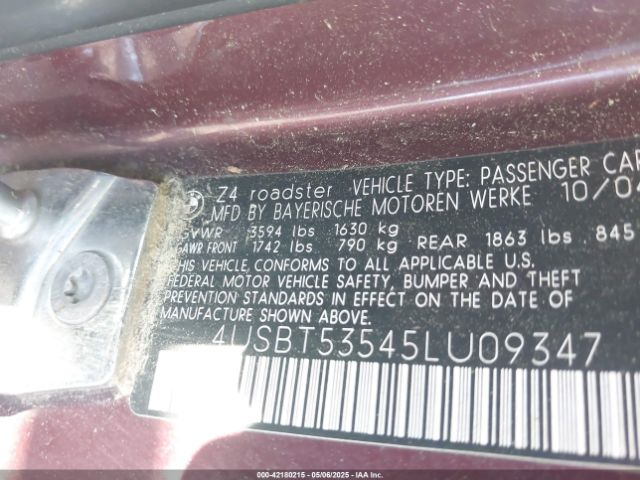 Z4 roadster VEHICLE TYPE: PASSENGER CAR
MFD BY BAYERISCHE MOTOREN WERKE 10/0
GVWR 3594 lbs 1630 kg
GAWR FRONT 1742 lbs 790 kg REAR 1863 lbs 845
THIS VEHICLE CONFORMS TO ALL APPLICABLE U.S.
FEDERAL MOTOR VEHICLE SAFETY, BUMPER AND THEFT
PREVENTION STANDARDS IN EFFECT ON THE DATE OF
MANUFACTURE SHOWN ABOVE.
4USBT53545LU09347
000-42180215 - 05/06/2025 - IAA Inc.